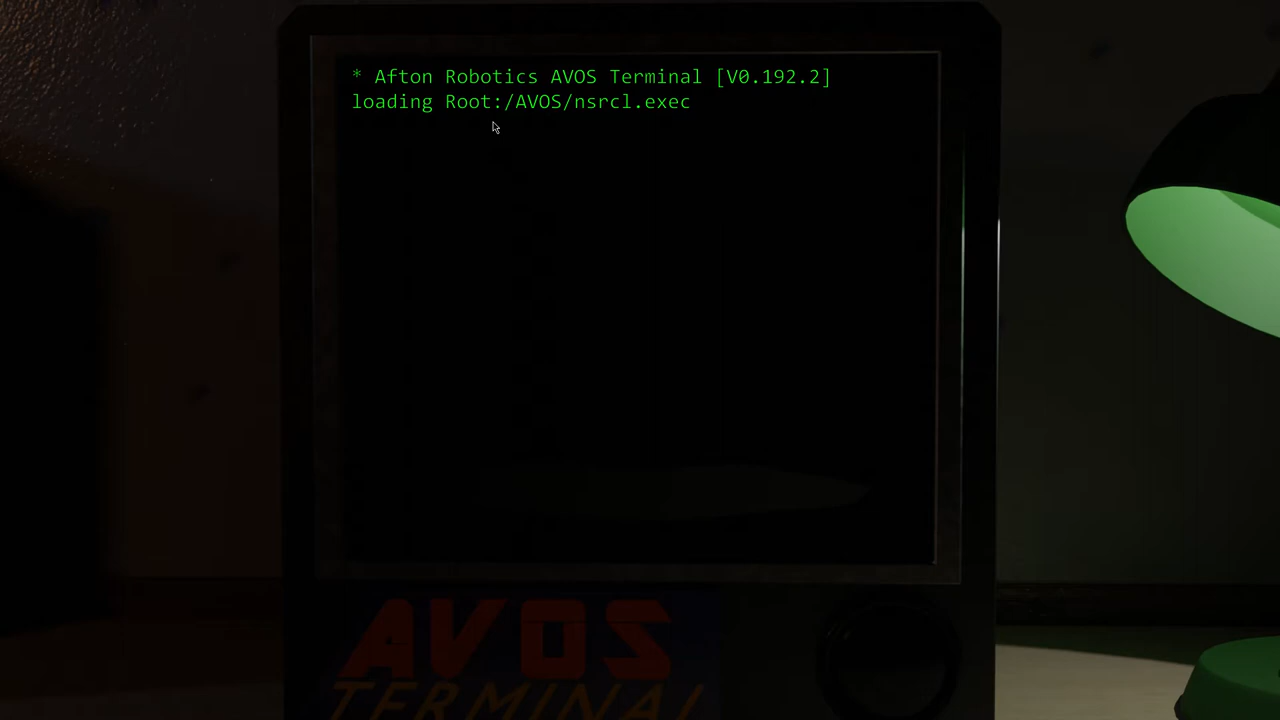 * Afton Robotics AVOS Terminal [V0.192.2]
loading Root:/AVOS/nsrcl.exec
AVOS
TERMINAL